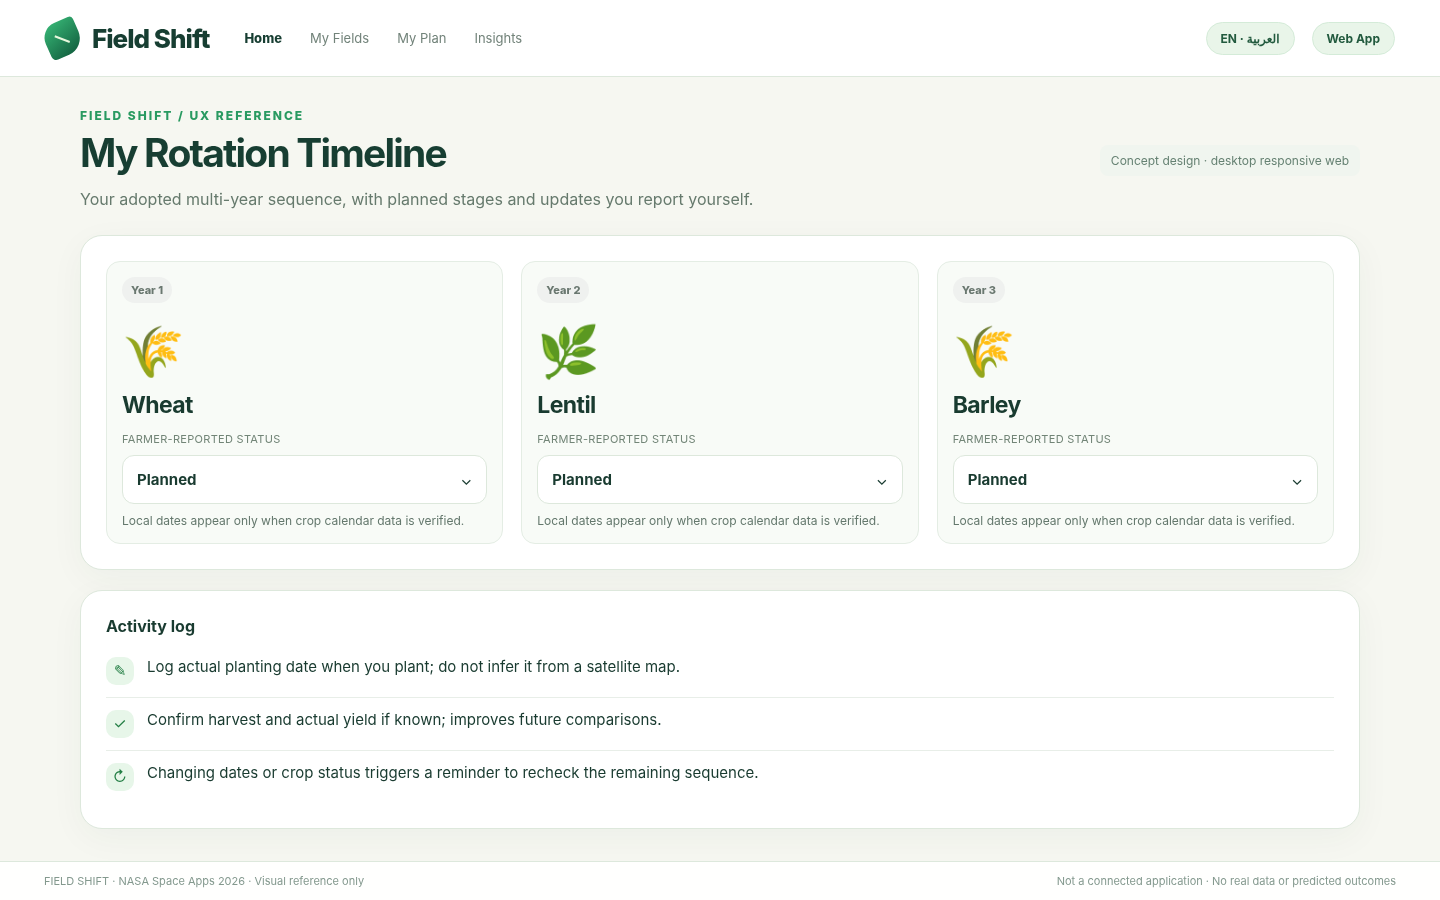 Field Shift
Home
My Fields
My Plan
Insights
EN · العربية
Web App
FIELD SHIFT / UX REFERENCE
My Rotation Timeline
Concept design · desktop responsive web
Your adopted multi-year sequence, with planned stages and updates you report yourself.
Year 1
Wheat
FARMER-REPORTED STATUS
Planned
Local dates appear only when crop calendar data is verified.
Year 2
Lentil
FARMER-REPORTED STATUS
Planned
Local dates appear only when crop calendar data is verified.
Year 3
Barley
FARMER-REPORTED STATUS
Planned
Local dates appear only when crop calendar data is verified.
Activity log
Log actual planting date when you plant; do not infer it from a satellite map.
Confirm harvest and actual yield if known; improves future comparisons.
Changing dates or crop status triggers a reminder to recheck the remaining sequence.
FIELD SHIFT · NASA Space Apps 2026 · Visual reference only
Not a connected application · No real data or predicted outcomes